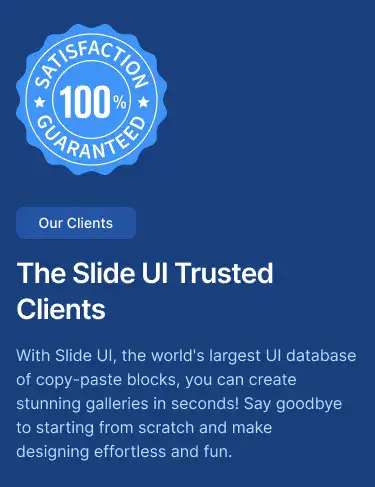 SATISFACTION
100%
GUARANTEED
Our Clients
The Slide UI Trusted
Clients
With Slide UI, the world's largest UI database
of copy-paste blocks, you can create
stunning galleries in seconds! Say goodbye
to starting from scratch and make
designing effortless and fun.